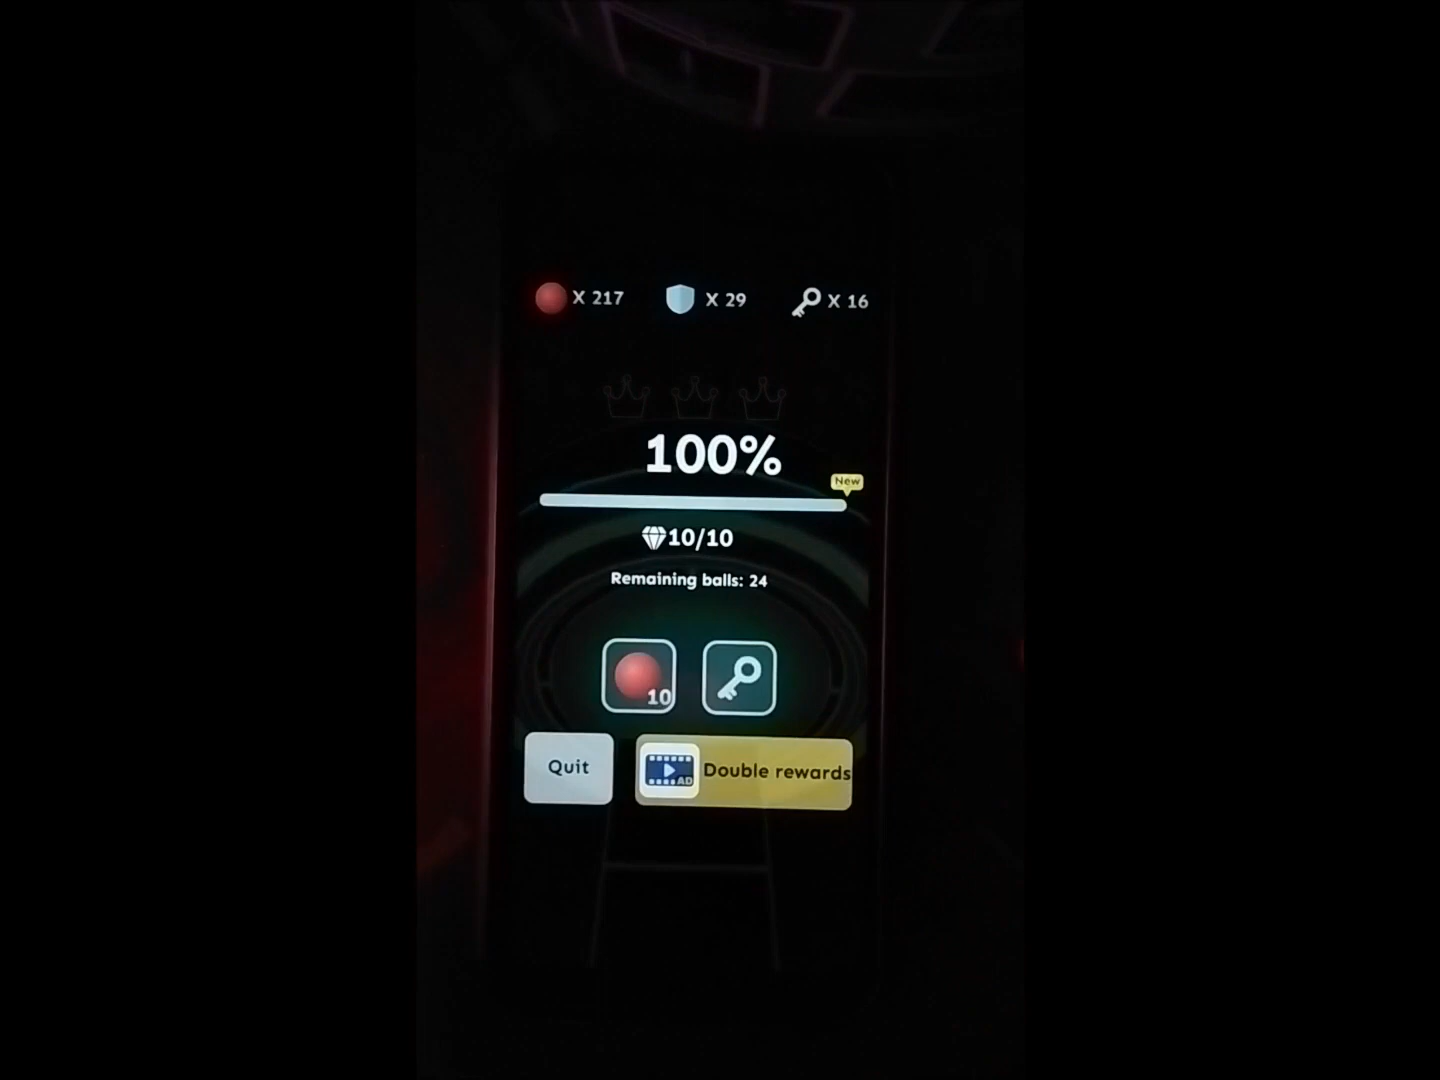 X 217 X 29 X 16
100%
New
10/10
Remaining balls: 24
10
Quit AD Double rewards